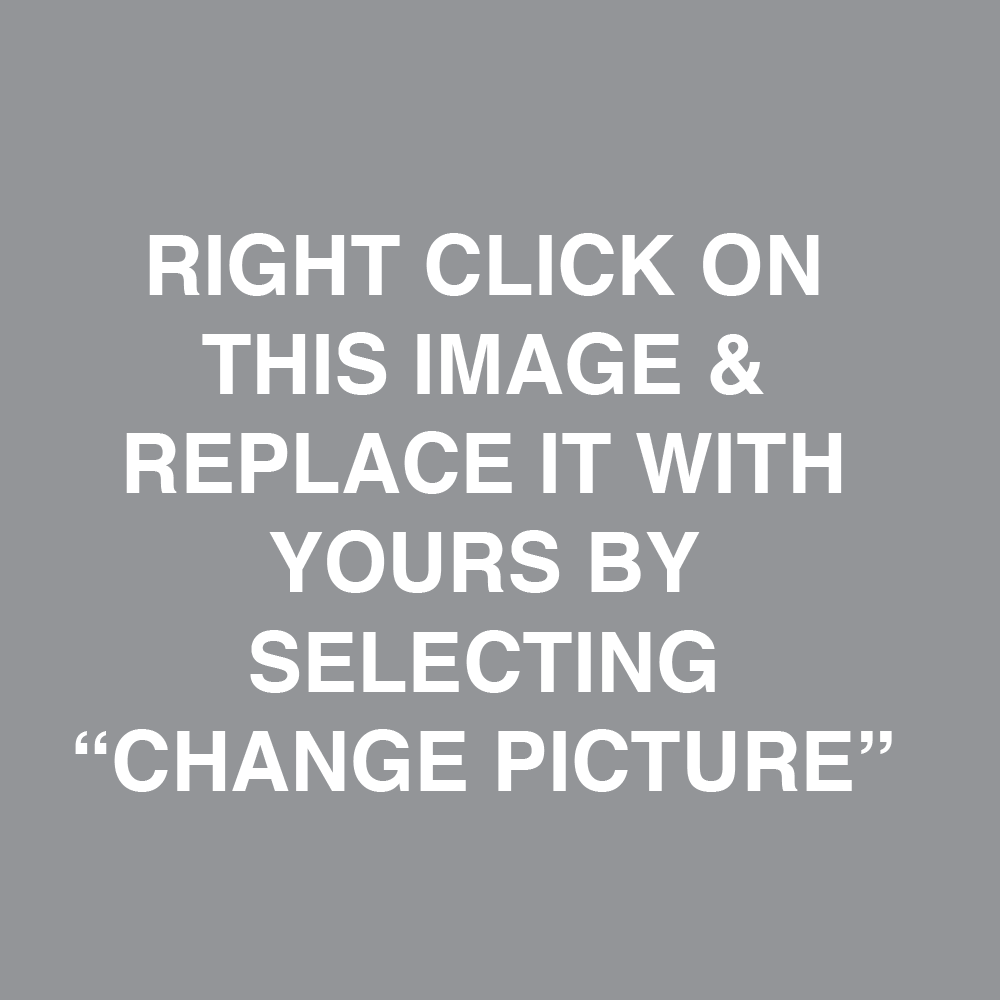 RIGHT CLICK ON
THIS IMAGE &
REPLACE IT WITH
YOURS BY
SELECTING
“CHANGE PICTURE”